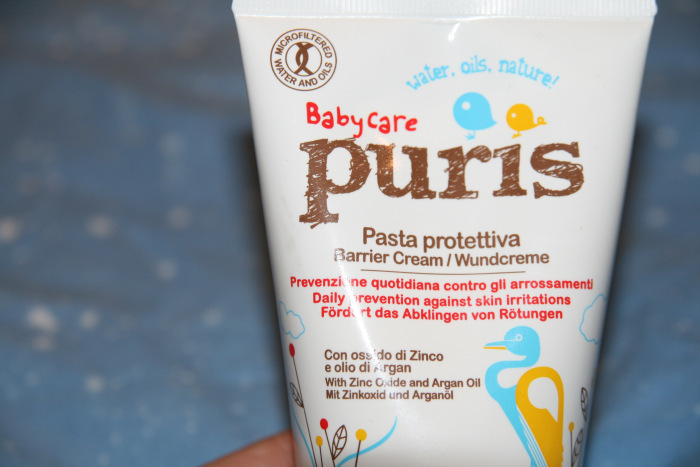 MICROFILTERED
WATER AND OILS
water, oils, nature!
Babycare
puris
Pasta protettiva
Barrier Cream / Wundcreme
Prevenzione quotidiana contro gli arrossamenti
Daily prevention against skin irritations
Fördert das Abklingen von Rötungen
Con ossido di Zinco
e olio di Argan
With Zinc Oxide and Argan Oil
Mit Zinkoxid und Arganöl